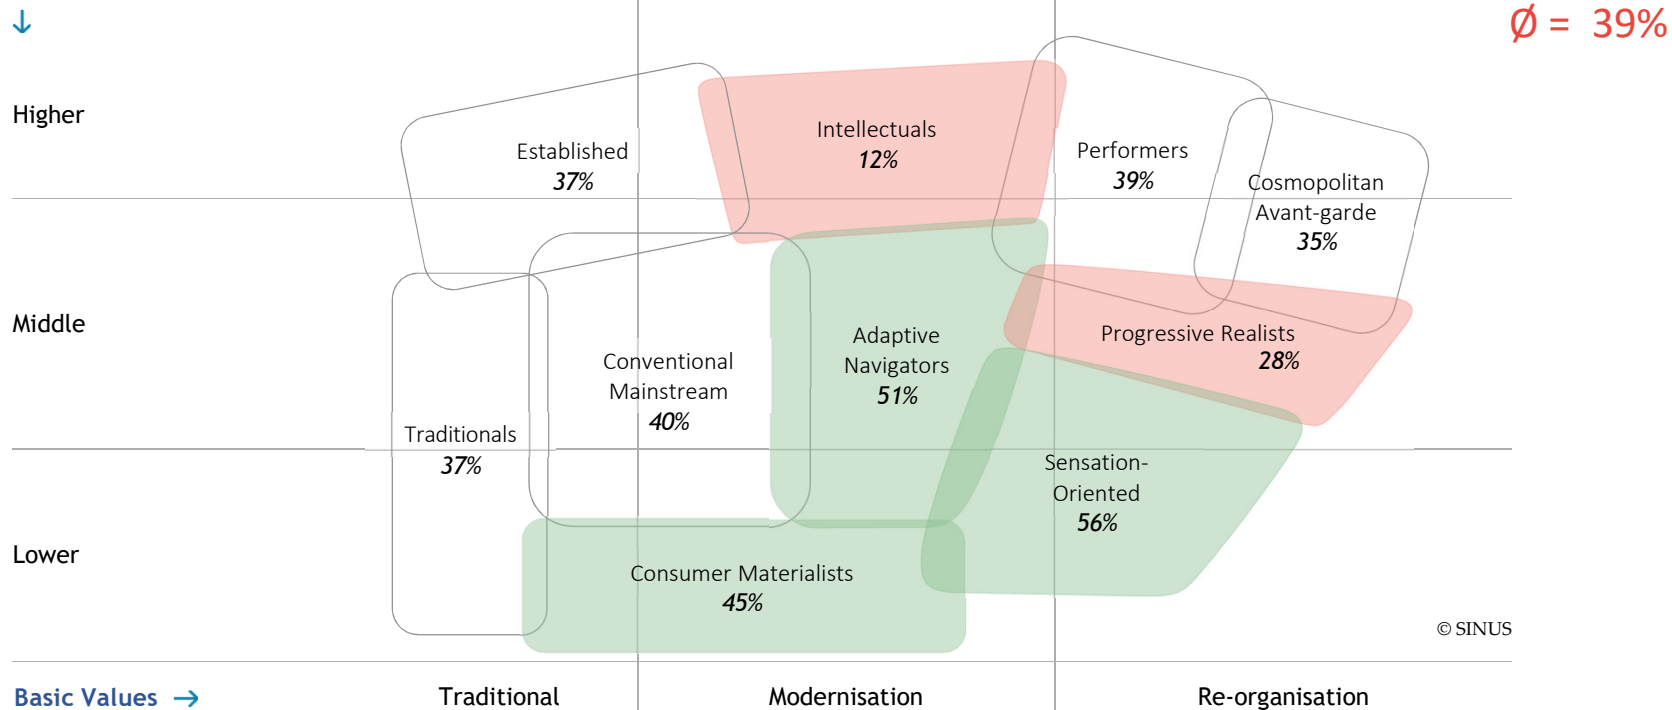 ↓
Ø = 39%
Higher
Established
37%
Intellectuals
12%
Performers
39%
Cosmopolitan
Avant-garde
35%
Middle
Adaptive
Navigators
51%
Progressive Realists
28%
Conventional
Mainstream
40%
Traditionals
37%
Sensation-
Oriented
56%
Lower
Consumer Materialists
45%
© SINUS
Basic Values →
Traditional
Modernisation
Re-organisation